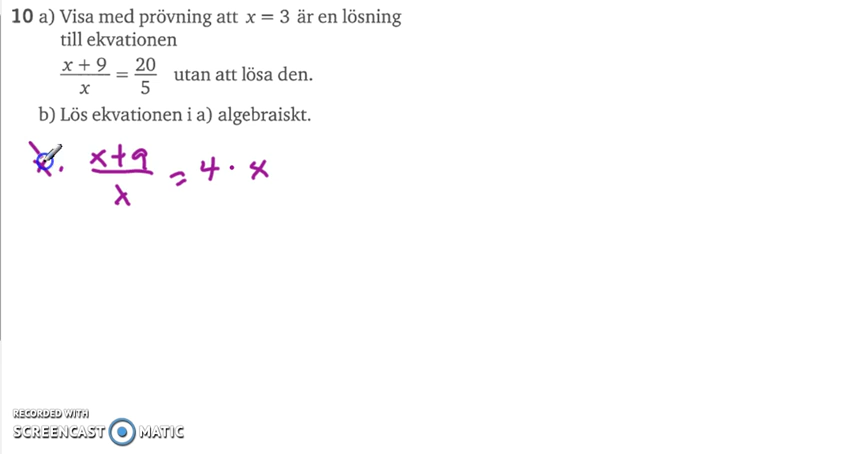 10 a) Visa med prövning att x = 3 är en lösning
till ekvationen
x + 9 / x = 20 / 5 utan att lösa den.
b) Lös ekvationen i a) algebraiskt.
x+9 / x = 4 · x
RECORDED WITH
SCREENCAST MATIC